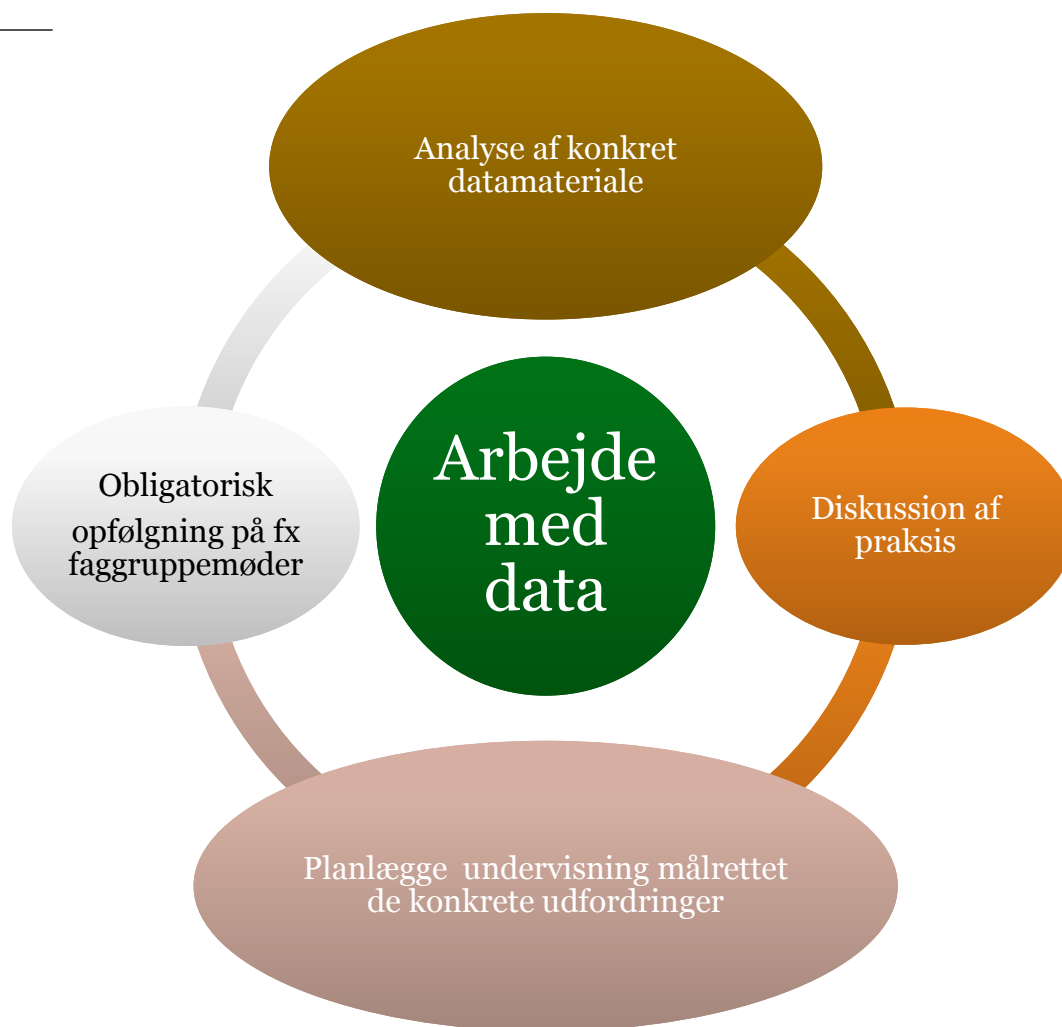 Analyse af konkret
datamateriale
Arbejde
med
data
Obligatorisk
opfølgning på fx
faggruppemøder
Diskussion af
praksis
Planlægge  undervisning målrettet
de konkrete udfordringer